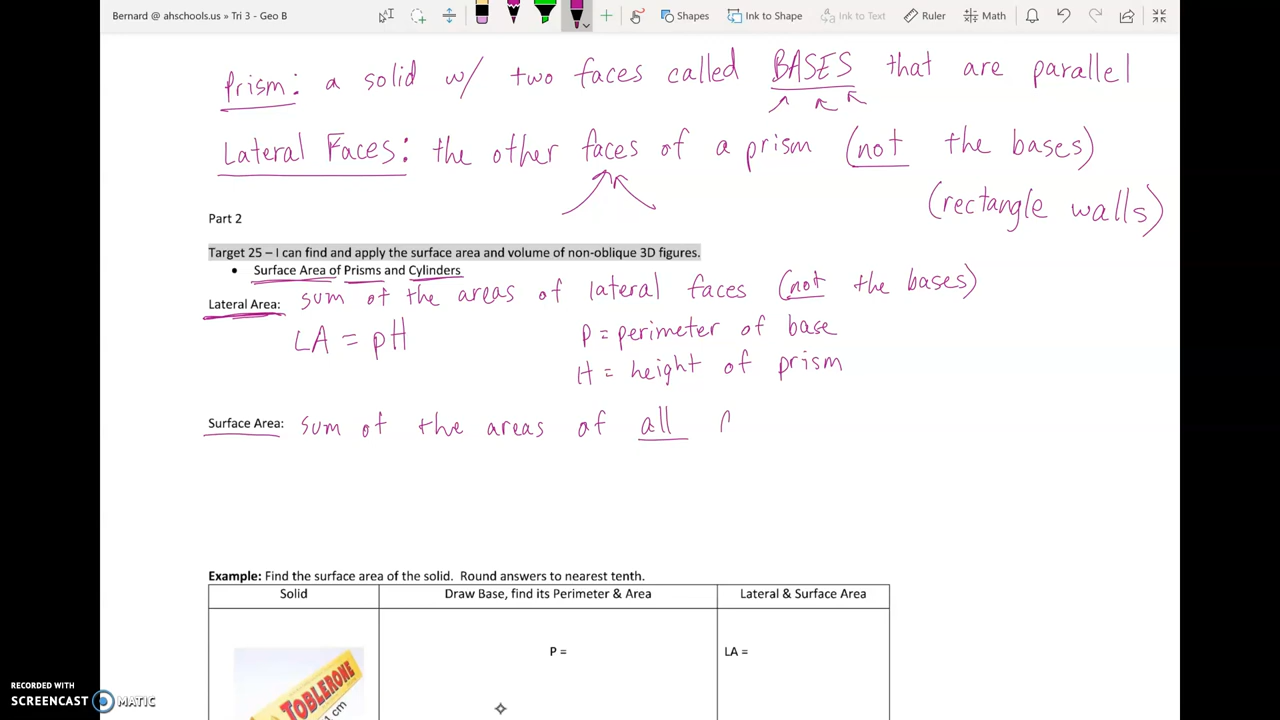 Bernard @ ahschools.us » Tri 3 - Geo
Shapes
Ink to Shape
Ink to Text
Ruler
Math
Prism: a solid w/ two faces called BASES that are parallel
Lateral Faces: the other faces of a prism (not the bases)
(rectangle walls)
Part 2
Target 25 – I can find and apply the surface area and volume of non-oblique 3D figures.
• Surface Area of Prisms and Cylinders
Lateral Area: sum of the areas of lateral faces (not the bases)
LA = pH
P = perimeter of base
H = height of prism
Surface Area: sum of the areas of all
Example: Find the surface area of the solid. Round answers to nearest tenth.
Solid
Draw Base, find its Perimeter & Area
Lateral & Surface Area
P =
LA =
TOBLERONE
cm
RECORDED WITH
SCREENCAST MATIC